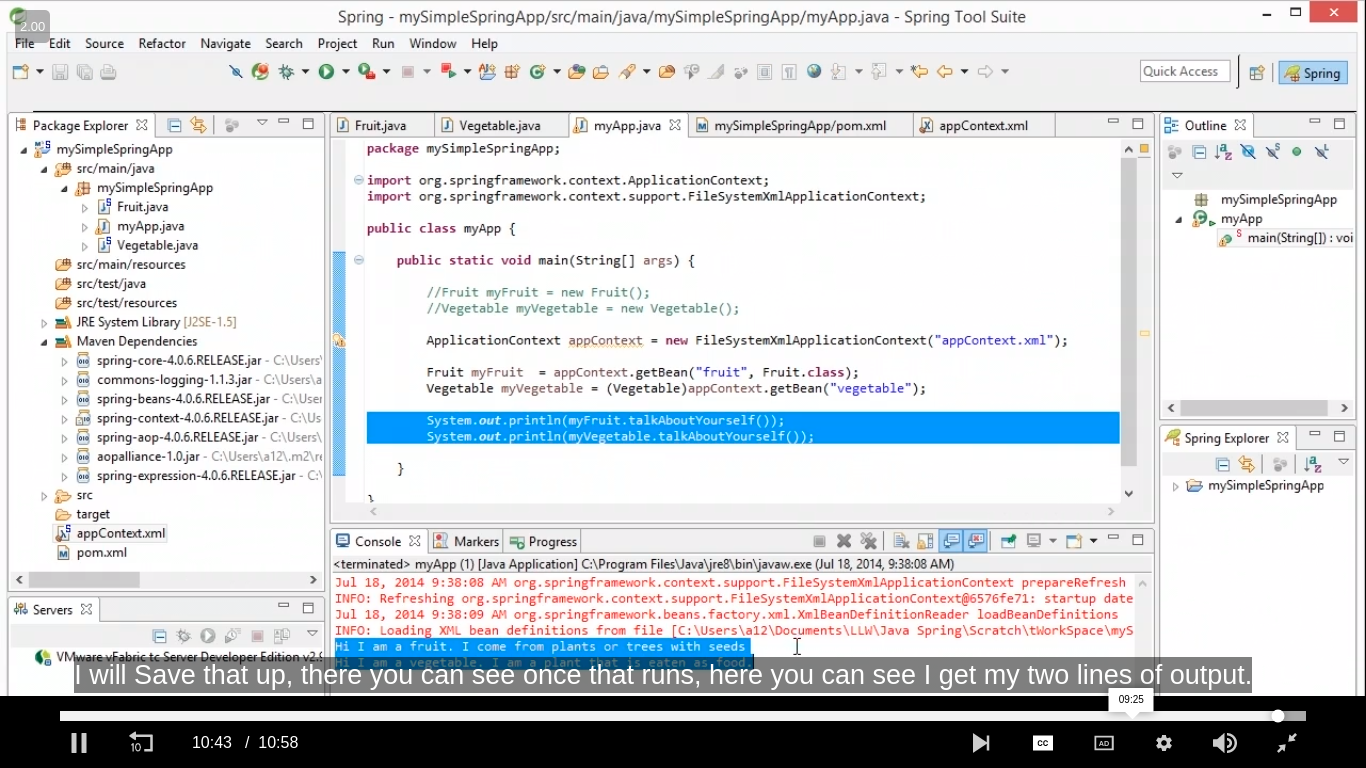 2.00
Spring - mySimpleSpringApp/src/main/java/mySimpleSpringApp/myApp.java - Spring Tool Suite
File Edit Source Refactor Navigate Search Project Run Window Help
Quick Access
Spring
Package Explorer
mySimpleSpringApp
src/main/java
mySimpleSpringApp
Fruit.java
myApp.java
Vegetable.java
src/main/resources
src/test/java
src/test/resources
JRE System Library [J2SE-1.5]
Maven Dependencies
spring-core-4.0.6.RELEASE.jar - C:\Users\
commons-logging-1.1.3.jar - C:\Users\a
spring-beans-4.0.6.RELEASE.jar - C:\User
spring-context-4.0.6.RELEASE.jar - C:\Us
spring-aop-4.0.6.RELEASE.jar - C:\Users\
aopalliance-1.0.jar - C:\Users\a12\.m2\re
spring-expression-4.0.6.RELEASE.jar - C:
src
target
appContext.xml
pom.xml
Servers
VMware vFabric tc Server Developer Edition v2.9
Fruit.java Vegetable.java myApp.java mySimpleSpringApp/pom.xml appContext.xml
package mySimpleSpringApp;
import org.springframework.context.ApplicationContext;
import org.springframework.context.support.FileSystemXmlApplicationContext;
public class myApp {
public static void main(String[] args) {
//Fruit myFruit = new Fruit();
//Vegetable myVegetable = new Vegetable();
ApplicationContext appContext = new FileSystemXmlApplicationContext("appContext.xml");
Fruit myFruit = appContext.getBean("fruit", Fruit.class);
Vegetable myVegetable = (Vegetable)appContext.getBean("vegetable");
System.out.println(myFruit.talkAboutYourself());
System.out.println(myVegetable.talkAboutYourself());
}
}
Outline
mySimpleSpringApp
myApp
main(String[]) : voi
Spring Explorer
mySimpleSpringApp
Console Markers Progress
<terminated> myApp (1) [Java Application] C:\Program Files\Java\jre8\bin\javaw.exe (Jul 18, 2014, 9:38:08 AM)
Jul 18, 2014 9:38:08 AM org.springframework.context.support.FileSystemXmlApplicationContext prepareRefresh
INFO: Refreshing org.springframework.context.support.FileSystemXmlApplicationContext@6576fe71: startup date
Jul 18, 2014 9:38:09 AM org.springframework.beans.factory.xml.XmlBeanDefinitionReader loadBeanDefinitions
INFO: Loading XML bean definitions from file [C:\Users\a12\Documents\LLW\Java Spring\Scratch\tWorkSpace\myS
Hi I am a fruit. I come from plants or trees with seeds
Hi I am a vegetable. I am a plant that is eaten as food.
I will Save that up, there you can see once that runs, here you can see I get my two lines of output.
09:25
10
10:43 / 10:58
CC
AD